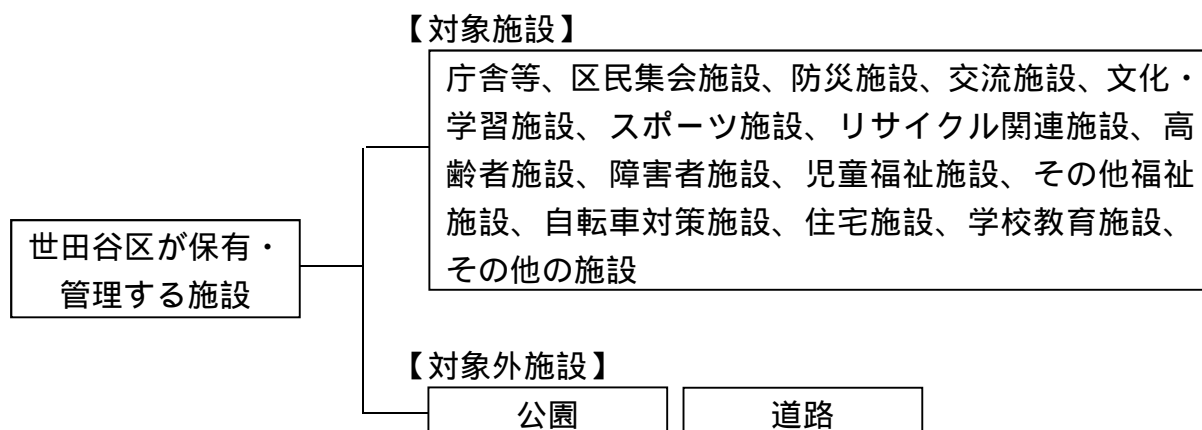 【対象施設】
庁舎等、区民集会施設、防災施設、交流施設、文化・
学習施設、スポーツ施設、リサイクル関連施設、高
齢者施設、障害者施設、児童福祉施設、その他福祉
施設、自転車対策施設、住宅施設、学校教育施設、
その他の施設
世田谷区が保有・
管理する施設
【対象外施設】
公園
道路